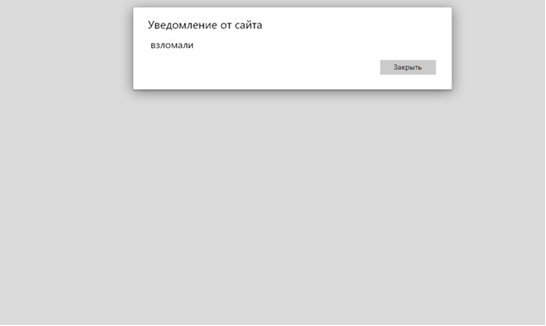 Уведомление от сайта
взломали
Закрыть